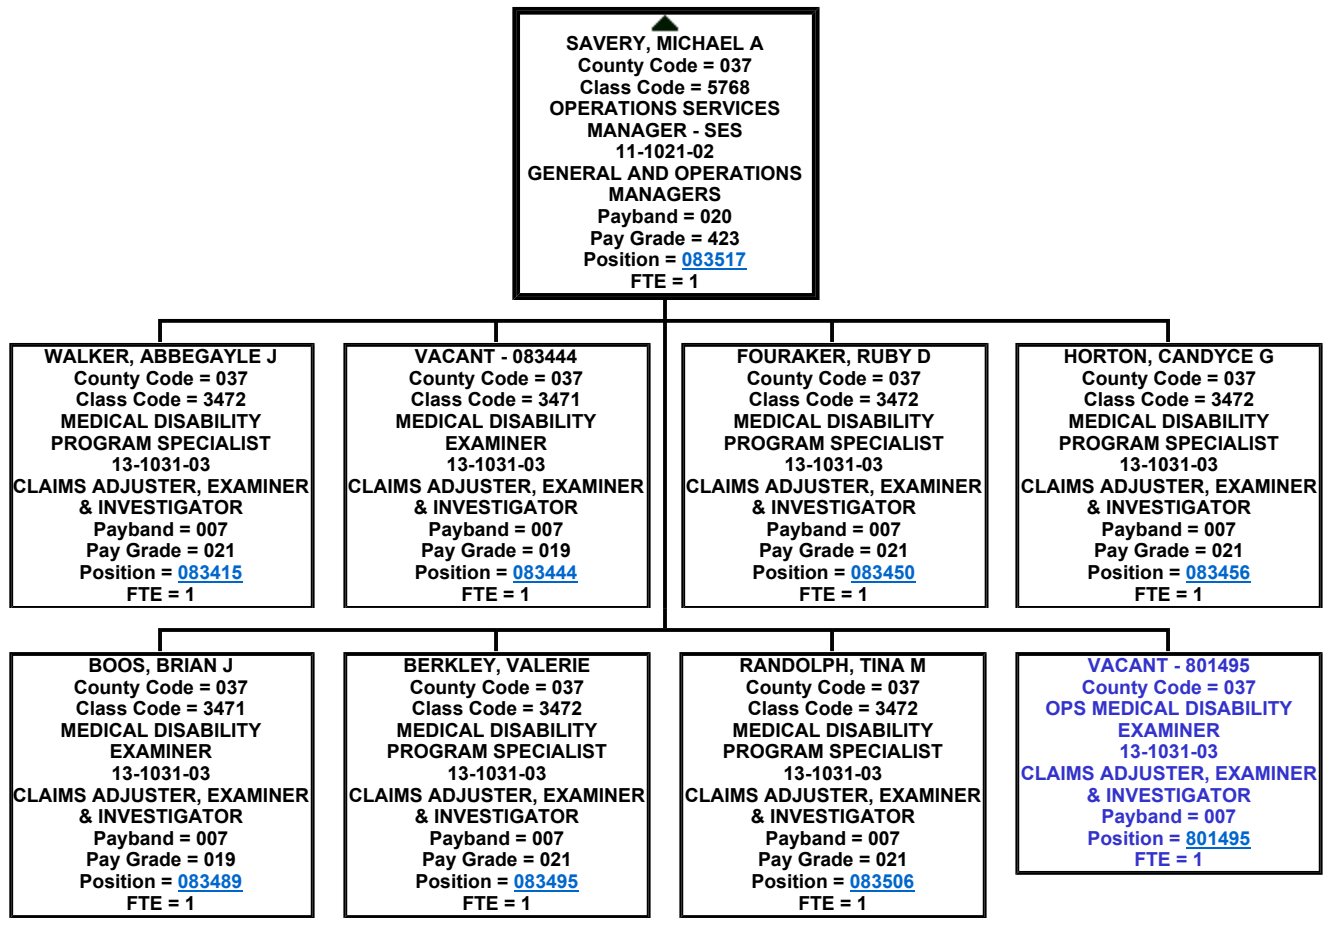 SAVERY, MICHAEL A
County Code = 037
Class Code = 5768
OPERATIONS SERVICES
MANAGER - SES
11-1021-02
GENERAL AND OPERATIONS
MANAGERS
Payband = 020
Pay Grade = 423
Position = 083517
FTE = 1
WALKER, ABBEGAYLE J
County Code = 037
Class Code = 3472
MEDICAL DISABILITY
PROGRAM SPECIALIST
13-1031-03
CLAIMS ADJUSTER, EXAMINER
& INVESTIGATOR
Payband = 007
Pay Grade = 021
Position = 083415
FTE = 1
VACANT - 083444
County Code = 037
Class Code = 3471
MEDICAL DISABILITY
EXAMINER
13-1031-03
CLAIMS ADJUSTER, EXAMINER
& INVESTIGATOR
Payband = 007
Pay Grade = 019
Position = 083444
FTE = 1
FOURAKER, RUBY D
County Code = 037
Class Code = 3472
MEDICAL DISABILITY
PROGRAM SPECIALIST
13-1031-03
CLAIMS ADJUSTER, EXAMINER
& INVESTIGATOR
Payband = 007
Pay Grade = 021
Position = 083450
FTE = 1
HORTON, CANDYCE G
County Code = 037
Class Code = 3472
MEDICAL DISABILITY
PROGRAM SPECIALIST
13-1031-03
CLAIMS ADJUSTER, EXAMINER
& INVESTIGATOR
Payband = 007
Pay Grade = 021
Position = 083456
FTE = 1
BOOS, BRIAN J
County Code = 037
Class Code = 3471
MEDICAL DISABILITY
EXAMINER
13-1031-03
CLAIMS ADJUSTER, EXAMINER
& INVESTIGATOR
Payband = 007
Pay Grade = 019
Position = 083489
FTE = 1
BERKLEY, VALERIE
County Code = 037
Class Code = 3472
MEDICAL DISABILITY
PROGRAM SPECIALIST
13-1031-03
CLAIMS ADJUSTER, EXAMINER
& INVESTIGATOR
Payband = 007
Pay Grade = 021
Position = 083495
FTE = 1
RANDOLPH, TINA M
County Code = 037
Class Code = 3472
MEDICAL DISABILITY
PROGRAM SPECIALIST
13-1031-03
CLAIMS ADJUSTER, EXAMINER
& INVESTIGATOR
Payband = 007
Pay Grade = 021
Position = 083506
FTE = 1
VACANT - 801495
County Code = 037
OPS MEDICAL DISABILITY
EXAMINER
13-1031-03
CLAIMS ADJUSTER, EXAMINER
& INVESTIGATOR
Payband = 007
Position = 801495
FTE = 1